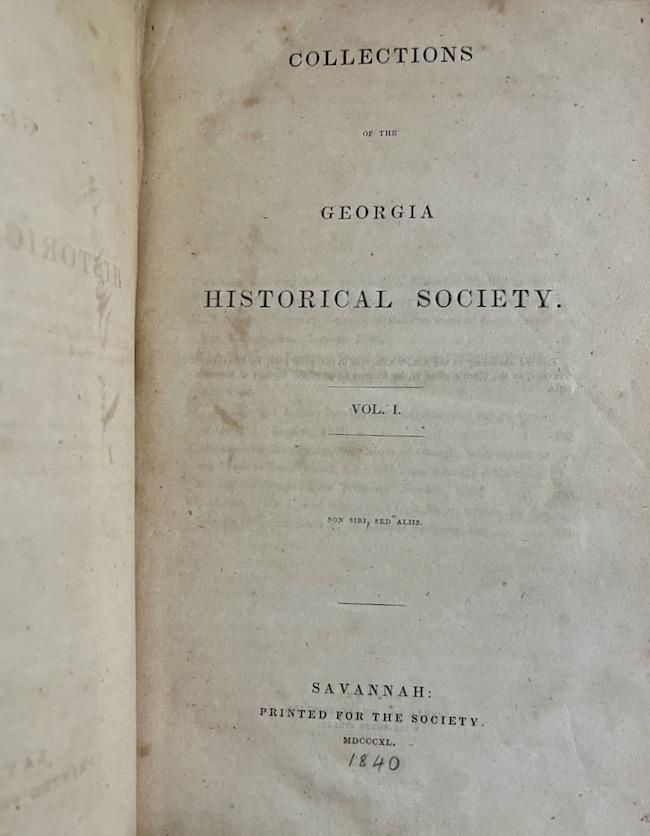 COLLECTIONS
OF THE
GEORGIA
HISTORICAL SOCIETY.
VOL. I.
NON SIBI, SED ALIIS.
SAVANNAH:
PRINTED FOR THE SOCIETY.
MDCCCXL.
1840